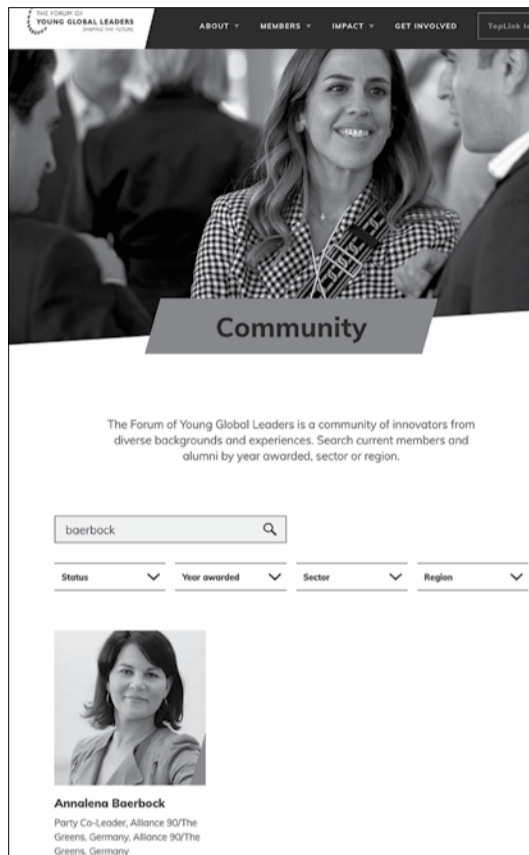 THE FORUM OF
YOUNG GLOBAL LEADERS
SHAPING THE FUTURE
ABOUT
MEMBERS
IMPACT
GET INVOLVED
TopLink
Community
The Forum of Young Global Leaders is a community of innovators from
diverse backgrounds and experiences. Search current members and
alumni by year awarded, sector or region.
baerbock
Status
Year awarded
Sector
Region
Annalena Baerbock
Party Co-Leader, Alliance 90/The
Greens, Germany, Alliance 90/The
Greens, Germany